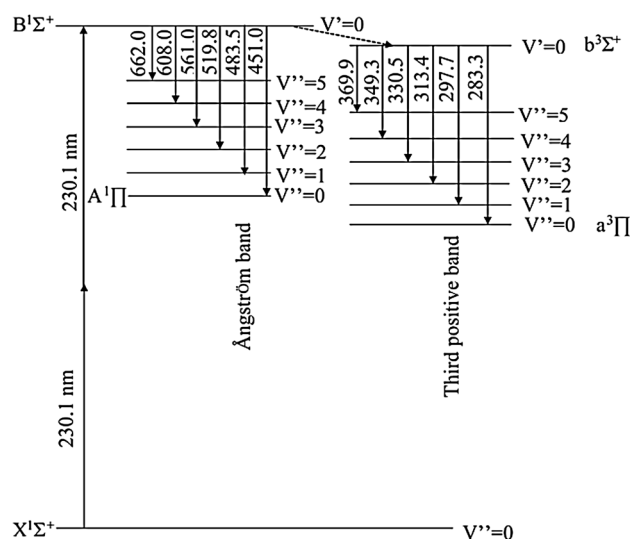 B¹Σ⁺
V'=0
662.0
608.0
561.0
519.8
483.5
451.0
V'=0 b³Σ⁺
369.9
349.3
330.5
313.4
297.7
283.3
V''=5
V''=4
V''=3
V''=2
V''=1
A¹∏
V''=0
V''=5
V''=4
V''=3
V''=2
V''=1
V''=0 a³∏
230.1 nm
230.1 nm
Ångström band
Third positive band
X¹Σ⁺
V''=0